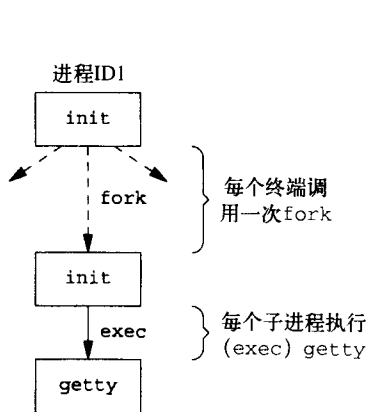 进程ID1
init
fork
每个终端调
用一次fork
init
exec
每个子进程执行
(exec) getty
getty